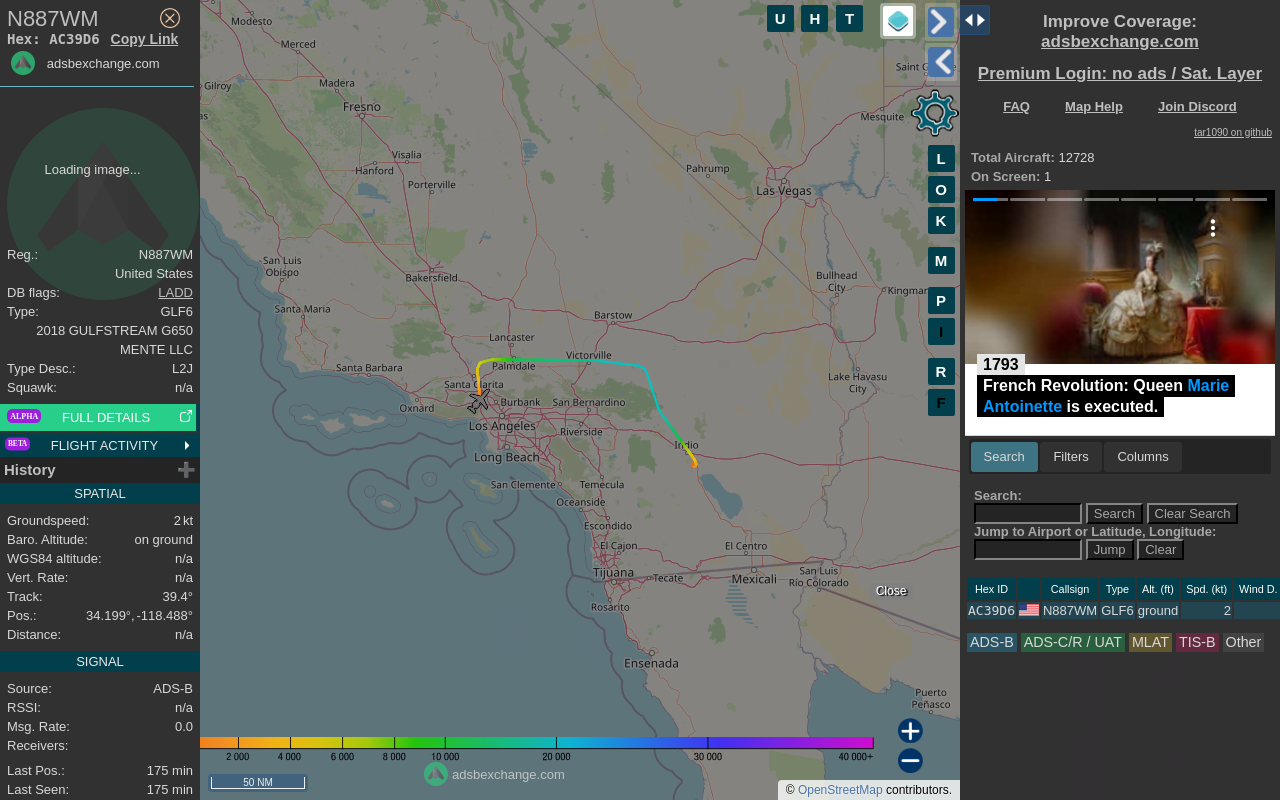 N887WM
Hex: AC39D6 Copy Link
adsbexchange.com
Loading image...
Reg.: N887WM
United States
DB flags: LADD
Type: GLF6
2018 GULFSTREAM G650
MENTE LLC
Type Desc.: L2J
Squawk: n/a
ALPHA FULL DETAILS
BETA FLIGHT ACTIVITY
History
SPATIAL
Groundspeed: 2 kt
Baro. Altitude: on ground
WGS84 altitude: n/a
Vert. Rate: n/a
Track: 39.4°
Pos.: 34.199°, -118.488°
Distance: n/a
SIGNAL
Source: ADS-B
RSSI: n/a
Msg. Rate: 0.0
Receivers:
Last Pos.: 175 min
Last Seen: 175 min
U H T
L
O
K
M
P
I
R
F
Modesto
Merced
Gilroy
Madera
Fresno
Visalia
Hanford
Porterville
San Luis
Obispo
Bakersfield
Santa Maria
Lancaster
Palmdale
Barstow
Victorville
Santa Barbara
Santa Clarita
Oxnard
Burbank
San Bernardino
Los Angeles
Riverside
Indio
Long Beach
San Clemente
Temecula
Oceanside
Escondido
El Cajon
El Centro
Tijuana
Tecate
Mexicali
San Luis
Río Colorado
Rosarito
Ensenada
Puerto
Peñasco
Mesquite
Pahrump
Las Vegas
Bullhead
City
Kingman
Lake Havasu
City
Close
2 000 4 000 6 000 8 000 10 000 20 000 30 000 40 000+
50 NM
adsbexchange.com
© OpenStreetMap contributors.
Improve Coverage:
adsbexchange.com
Premium Login: no ads / Sat. Layer
FAQ Map Help Join Discord
tar1090 on github
Total Aircraft: 12728
On Screen: 1
1793
French Revolution: Queen Marie
Antoinette is executed.
Search Filters Columns
Search:
Search Clear Search
Jump to Airport or Latitude, Longitude:
Jump Clear
Hex ID Callsign Type Alt. (ft) Spd. (kt) Wind D.
AC39D6 N887WM GLF6 ground 2
ADS-B ADS-C/R / UAT MLAT TIS-B Other